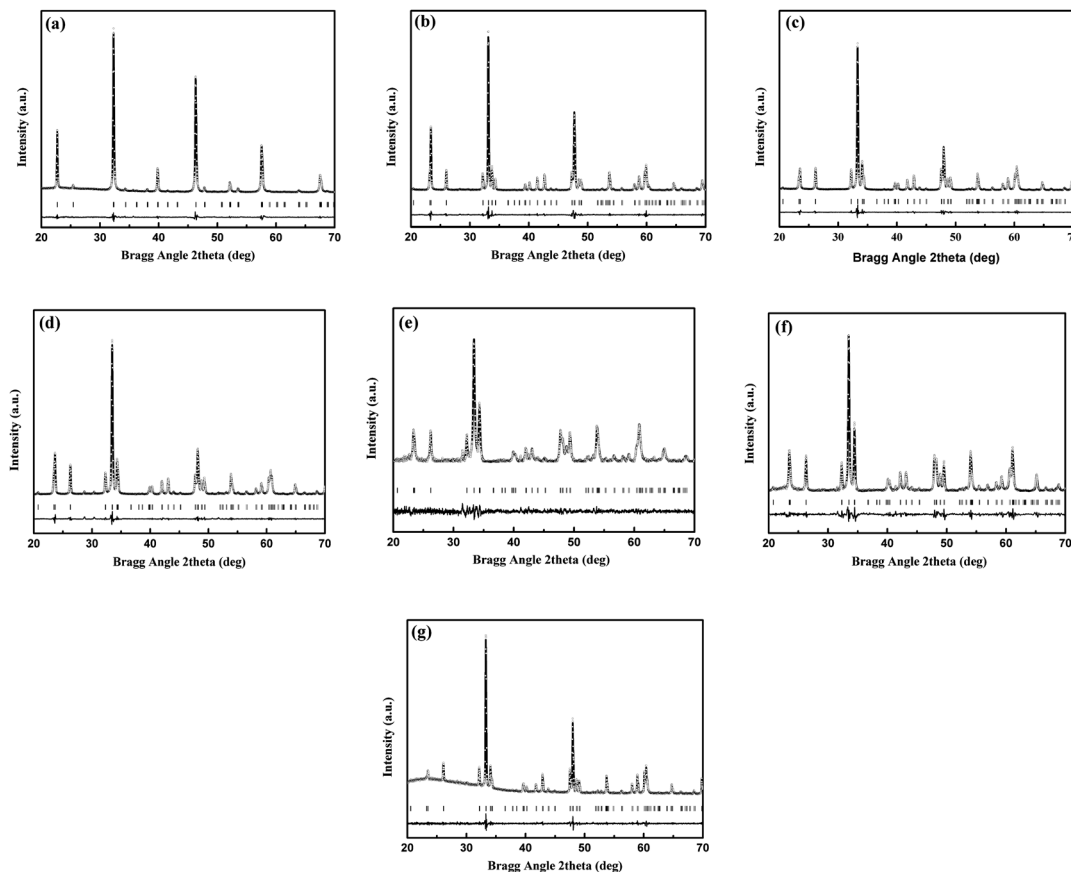 (a)
Intensity (a.u.)
20 30 40 50 60 70
Bragg Angle 2theta (deg)
(b)
Intensity (a.u.)
20 30 40 50 60 70
Bragg Angle 2theta (deg)
(c)
Intensity (a.u.)
20 30 40 50 60 70
Bragg Angle 2theta (deg)
(d)
Intensity (a.u.)
20 30 40 50 60 70
Bragg Angle 2theta (deg)
(e)
Intensity (a.u.)
20 30 40 50 60 70
Bragg Angle 2theta (deg)
(f)
Intensity (a.u.)
20 30 40 50 60 70
Bragg Angle 2theta (deg)
(g)
Intensity (a.u.)
20 30 40 50 60 70
Bragg Angle 2theta (deg)